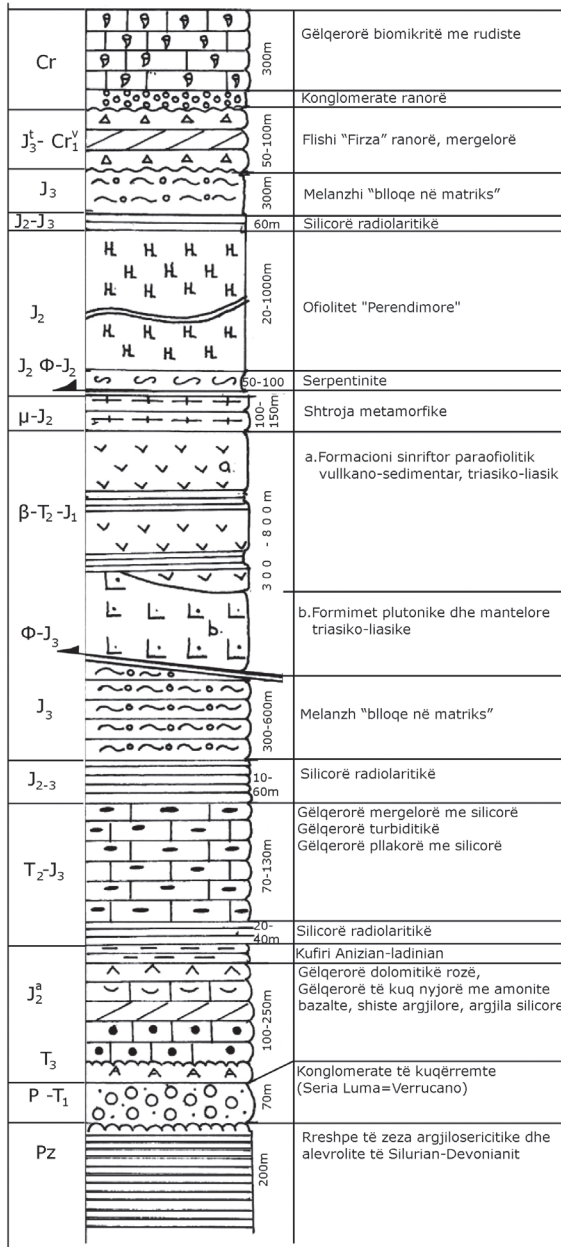 Cr
300m
Gëlqerorë biomikritë me rudiste
Konglomerate ranorë
J₃ᵗ- Cr₁ᵛ
50-100m
Flishi “Firza” ranorë, mergelorë
J₃
300m
Melanzhi “blloqe në matriks”
J₂-J₃
60m
Silicorë radiolaritikë
J₂
20-1000m
Ofiolitet "Perendimore"
J₂ Φ-J₂
50-100
Serpentinite
μ-J₂
100-
150m
Shtroja metamorfike
β-T₂-J₁
a.
300 -800m
a.Formacioni sinriftor paraofiolitik
vullkano-sedimentar, triasiko-liasik
Φ-J₃
b.
b.Formimet plutonike dhe mantelore
triasiko-liasike
J₃
300-600m
Melanzh “blloqe në matriks”
J₂₋₃
10-
60m
Silicorë radiolaritikë
T₂-J₃
70-130m
Gëlqerorë mergelorë me silicorë
Gëlqerorë turbiditikë
Gëlqerorë pllakorë me silicorë
20-
40m
Silicorë radiolaritikë
Kufiri Anizian-ladinian
J₂ᵃ
100-250m
Gëlqerorë dolomitikë rozë,
Gëlqerorë të kuq nyjorë me amonite
bazalte, shiste argjilore, argjila silicore
T₃
Konglomerate të kuqërremte
(Seria Luma=Verrucano)
P -T₁
70m
Pz
200m
Rreshpe të zeza argjilosericitike dhe
alevrolite të Silurian-Devonianit